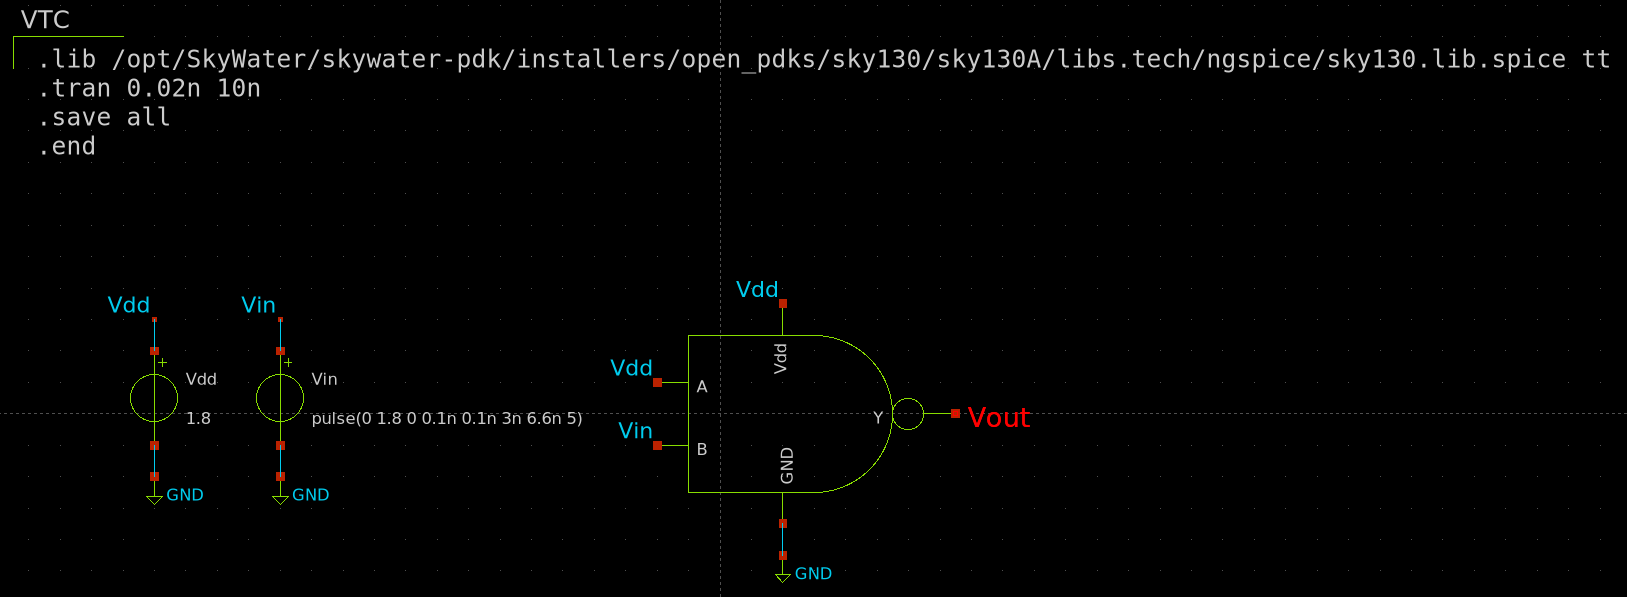 VTC
.lib /opt/SkyWater/skywater-pdk/installers/open_pdks/sky130/sky130A/libs.tech/ngspice/sky130.lib.spice tt
.tran 0.02n 10n
.save all
.end
Vdd
Vin
+
+
Vdd
1.8
Vin
pulse(0 1.8 0 0.1n 0.1n 3n 6.6n 5)
GND
GND
Vdd
Vdd
Vdd
A
Vin
B
Y
Vout
GND
GND